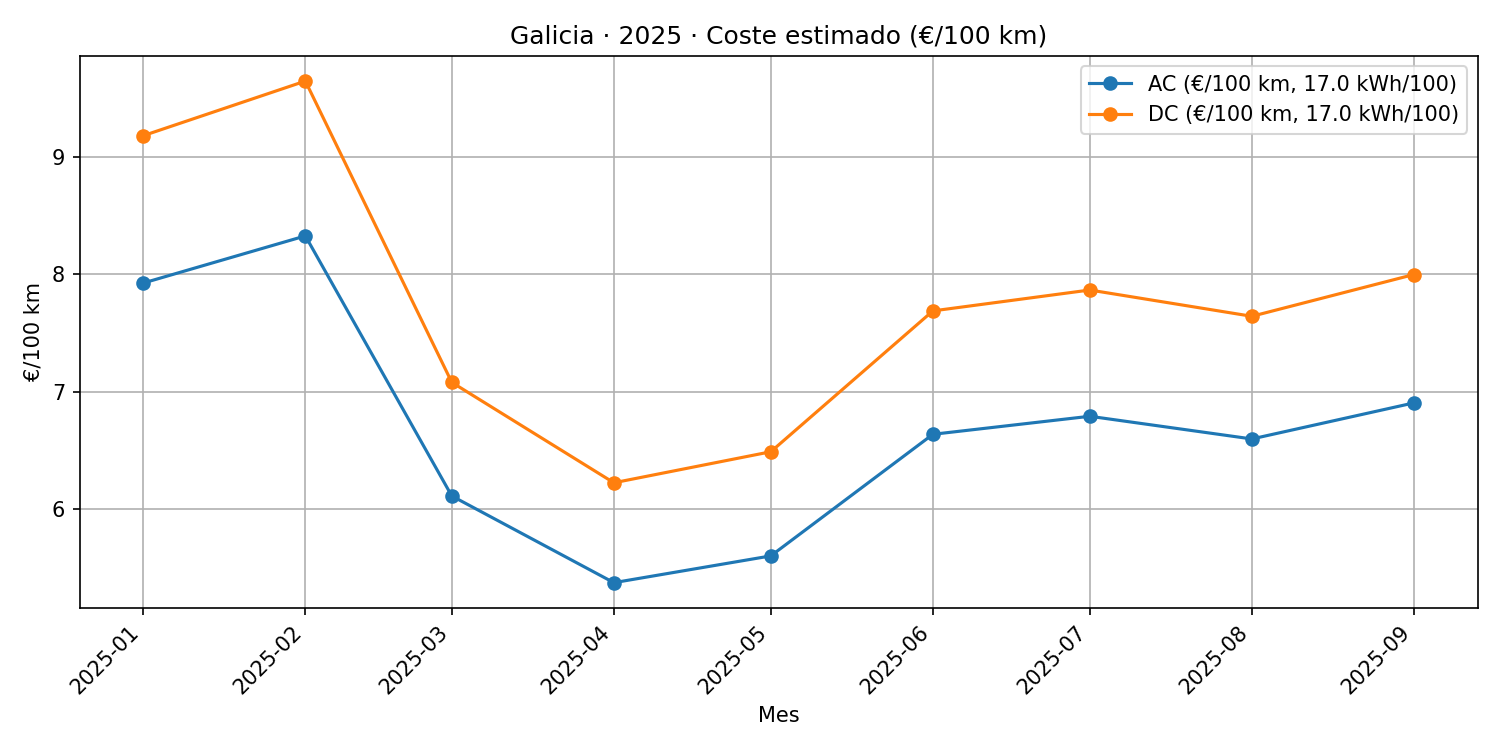 Galicia · 2025 · Coste estimado (€/100 km)
AC (€/100 km, 17.0 kWh/100)
DC (€/100 km, 17.0 kWh/100)
€/100 km
9
8
7
6
2025-01
2025-02
2025-03
2025-04
2025-05
2025-06
2025-07
2025-08
2025-09
Mes